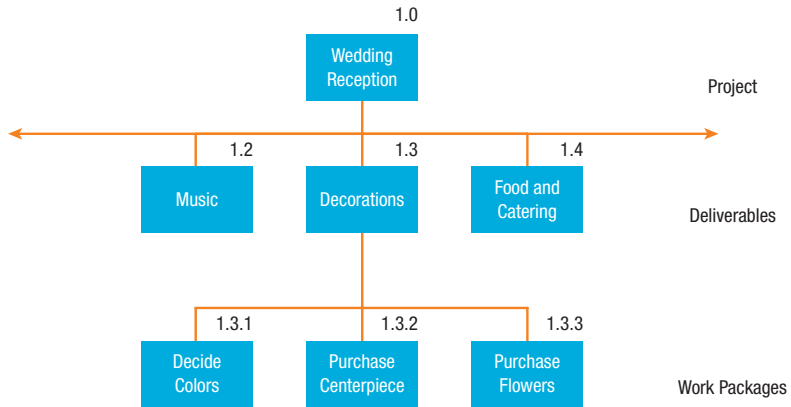 1.0
Wedding
Reception
Project
1.2
1.3
1.4
Music
Decorations
Food and
Catering
Deliverables
1.3.1
1.3.2
1.3.3
Decide
Colors
Purchase
Centerpiece
Purchase
Flowers
Work Packages